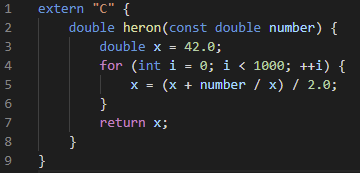 1 extern "C" {
2     double heron(const double number) {
3         double x = 42.0;
4         for (int i = 0; i < 1000; ++i) {
5             x = (x + number / x) / 2.0;
6         }
7         return x;
8     }
9 }